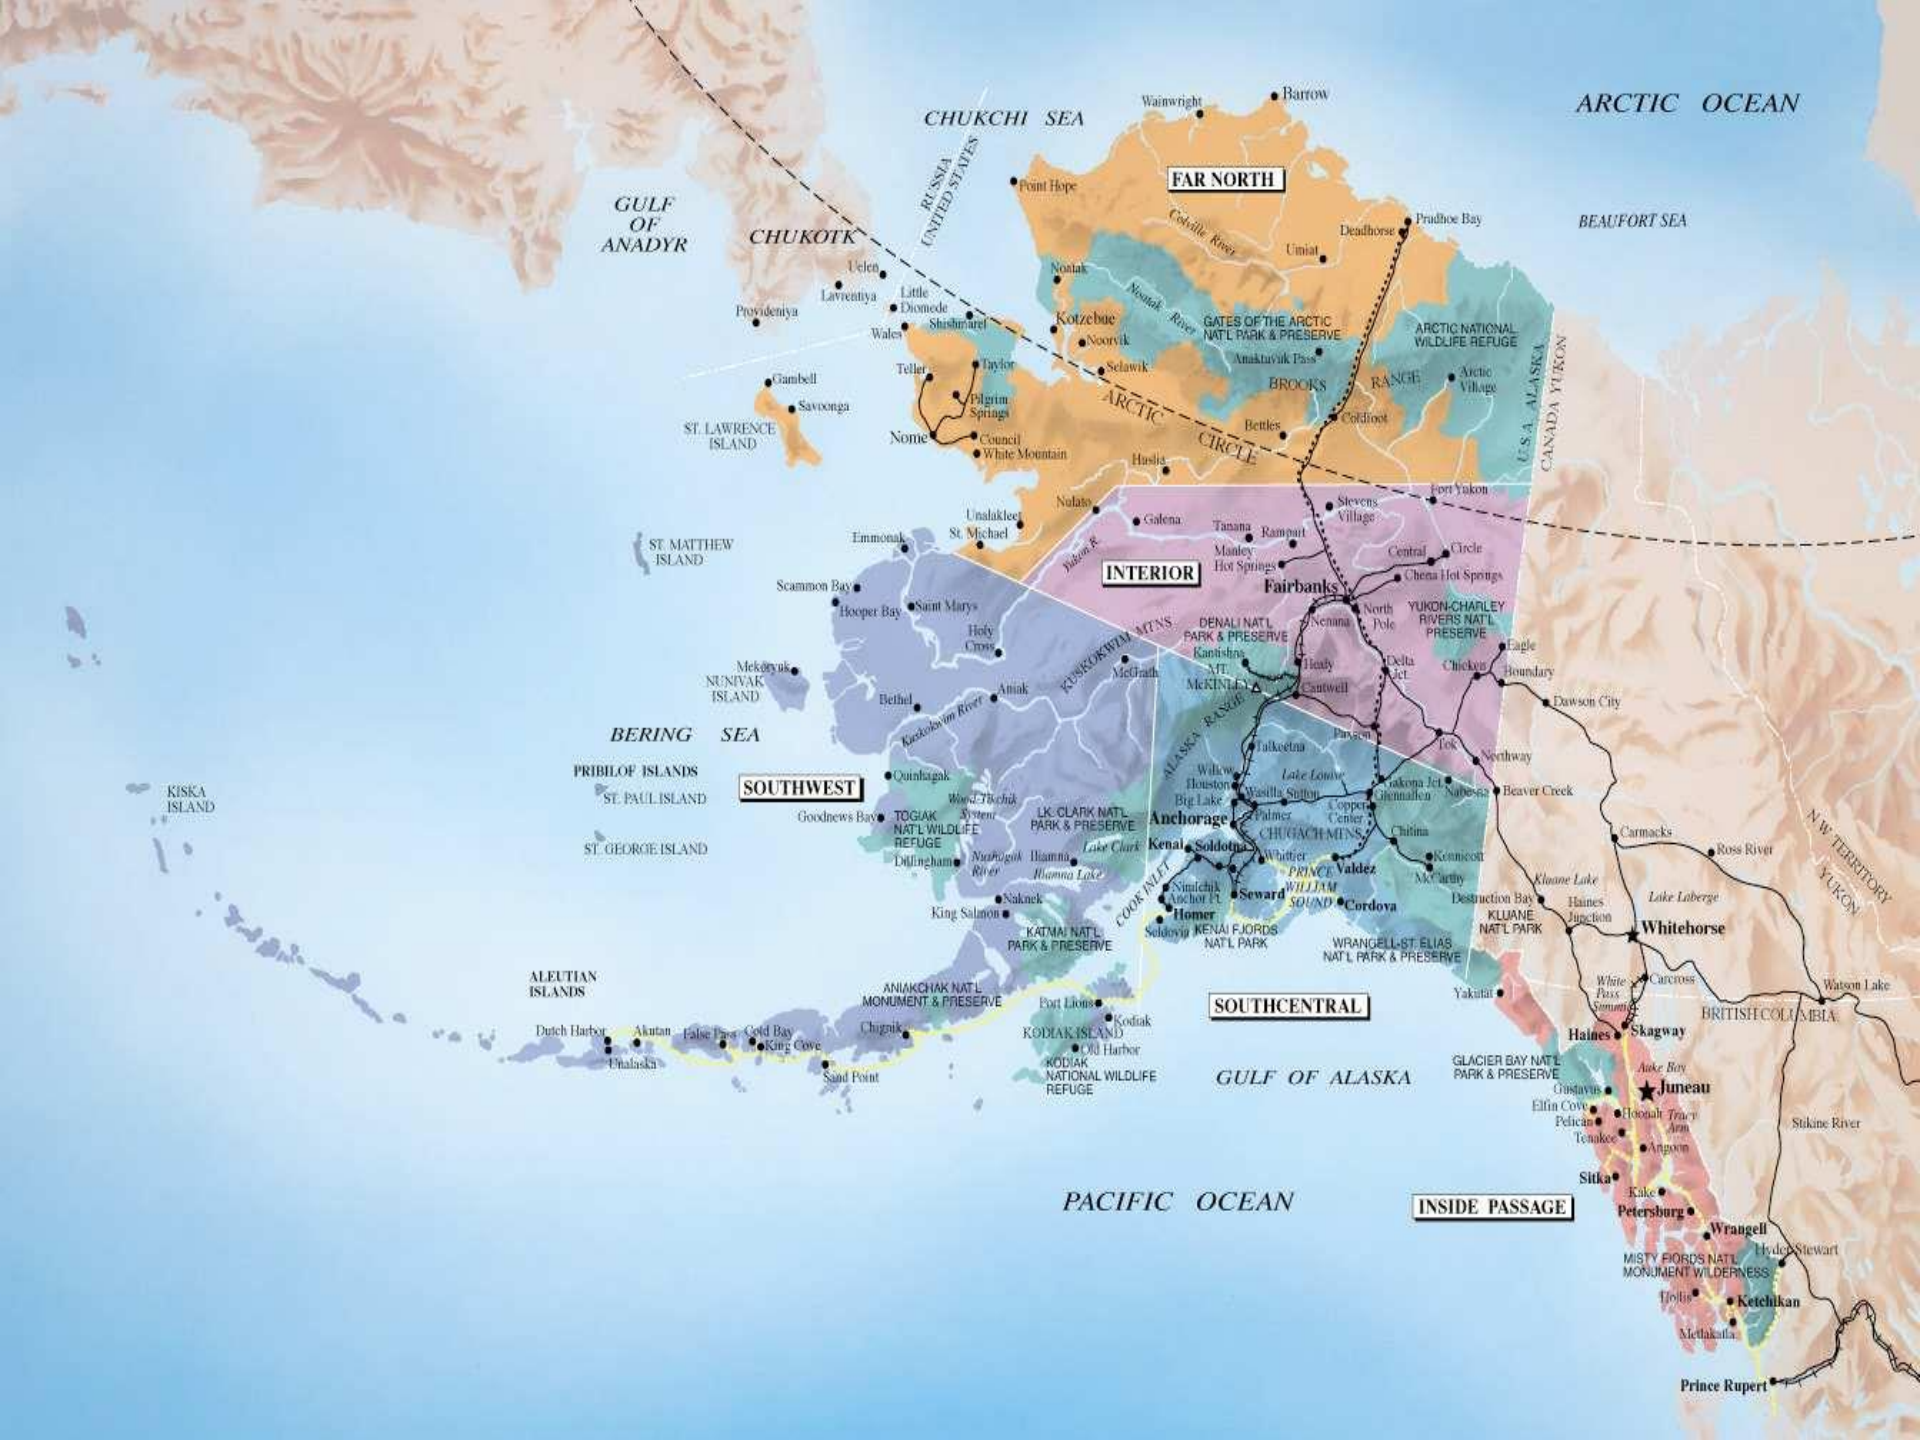 ARCTIC OCEAN
Barrow
Wainwright
CHUKCHI SEA
RUSSIA
UNITED STATES
FAR NORTH
Point Hope
GULF
OF
ANADYR
CHUKOTK
Colville River
Prudhoe Bay
Deadhorse
BEAUFORT SEA
Umiat
Uelen
Lavrentiya
Noatak
Noatak River
Little
Diomede
Provideniya
Wales
Shishmaref
Kotzebue
Noorvik
GATES OF THE ARCTIC
NAT'L PARK & PRESERVE
ARCTIC NATIONAL
WILDLIFE REFUGE
Anaktuvuk Pass
Selawik
Teller
Taylor
BROOKS RANGE
Arctic
Village
U.S.A. ALASKA
CANADA YUKON
Gambell
Savoonga
Pilgrim
Springs
ARCTIC CIRCLE
Coldfoot
Bettles
ST. LAWRENCE
ISLAND
Nome
Council
White Mountain
Haslia
Nulato
Fort Yukon
Stevens
Village
Unalakleet
St. Michael
Galena
Tanana
Rampart
Manley
Hot Springs
Emmonak
ST. MATTHEW
ISLAND
Yukon R.
INTERIOR
Central
Circle
Chena Hot Springs
Fairbanks
Scammon Bay
Hooper Bay
Saint Marys
North
Pole
Nenana
YUKON-CHARLEY
RIVERS NAT'L
PRESERVE
DENALI NAT'L
PARK & PRESERVE
Holy
Cross
KUSKOKWIM MTNS
McGrath
Kantishna
MT.
McKINLEY
Healy
Delta
Jct.
Eagle
Chicken
Boundary
Mekoryuk
NUNIVAK
ISLAND
Aniak
Cantwell
Bethel
Kuskokwim River
ALASKA RANGE
Dawson City
BERING SEA
Paxson
Tok
Talkeetna
Northway
PRIBILOF ISLANDS
ST. PAUL ISLAND
SOUTHWEST
Quinhagak
Willow
Houston
Big Lake
Lake Louise
Wasilla
Sutton
Palmer
Gakona Jct.
Glennallen
Nabesna
Beaver Creek
KISKA
ISLAND
Wood-Tikchik
System
Goodnews Bay
TOGIAK
NAT'L WILDLIFE
REFUGE
LK. CLARK NAT'L
PARK & PRESERVE
Anchorage
Copper
Center
CHUGACH MTNS.
Chitina
Carmacks
Ross River
N.W. TERRITORY
YUKON
ST. GEORGE ISLAND
Dillingham
Nushagak
River
Iliamna
Iliamna Lake
Lake Clark
Kenai
Soldotna
Whittier
Valdez
Kennicott
McCarthy
COOK INLET
Ninilchik
Anchor Pt.
Homer
Seldovia
Seward
PRINCE
WILLIAM
SOUND
Cordova
Kluane Lake
Lake Laberge
Destruction Bay
Haines
Junction
KLUANE
NAT'L PARK
Whitehorse
Naknek
King Salmon
KATMAI NAT'L
PARK & PRESERVE
KENAI FJORDS
NAT'L PARK
WRANGELL-ST. ELIAS
NAT'L PARK & PRESERVE
ALEUTIAN
ISLANDS
ANIAKCHAK NAT'L
MONUMENT & PRESERVE
Port Lions
SOUTHCENTRAL
Yakutat
White
Pass
Summit
Carcross
Watson Lake
BRITISH COLUMBIA
Dutch Harbor
Unalaska
Akutan
False Pass
Cold Bay
King Cove
Sand Point
Chignik
Kodiak
KODIAK ISLAND
Old Harbor
KODIAK
NATIONAL WILDLIFE
REFUGE
Haines
Skagway
GULF OF ALASKA
GLACIER BAY NAT'L
PARK & PRESERVE
Auke Bay
Juneau
Gustavus
Elfin Cove
Pelican
Hoonah
Tracy
Arm
Tenakee
Angoon
Stikine River
Sitka
Kake
PACIFIC OCEAN
INSIDE PASSAGE
Petersburg
Wrangell
Hyder
Stewart
MISTY FIORDS NAT'L
MONUMENT WILDERNESS
Hollis
Ketchikan
Metlakatla
Prince Rupert